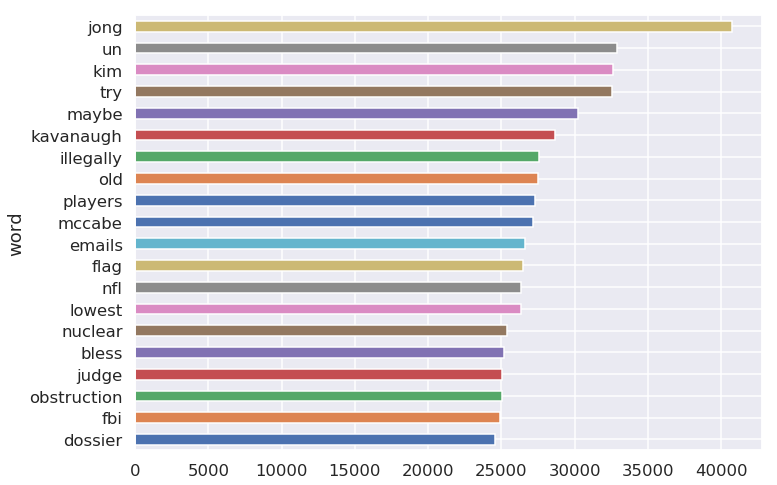 jong
un
kim
try
maybe
kavanaugh
illegally
old
players
mccabe
emails
flag
nfl
lowest
nuclear
bless
judge
obstruction
fbi
dossier
word
0 5000 10000 15000 20000 25000 30000 35000 40000